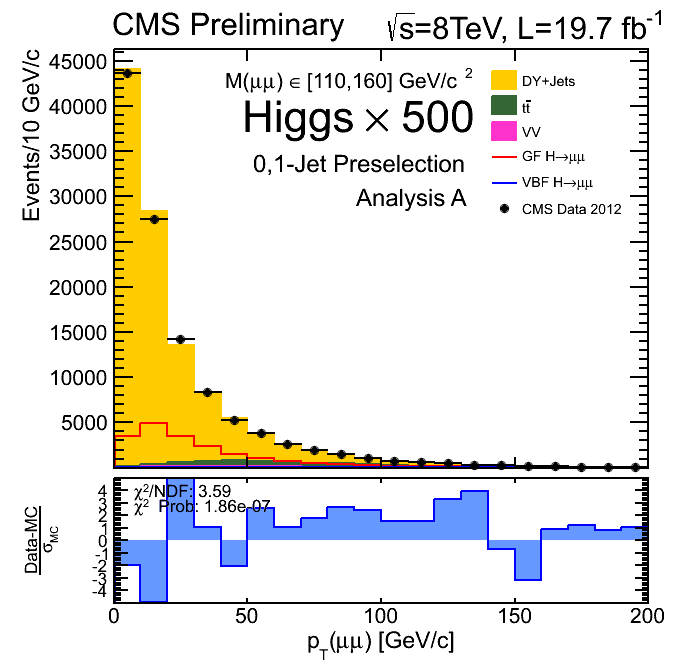 CMS Preliminary
√s=8TeV, L=19.7 fb⁻¹
Events/10 GeV/c
45000
40000
35000
30000
25000
20000
15000
10000
5000
M(μμ) ∈ [110,160] GeV/c ²
Higgs × 500
0,1-Jet Preselection
Analysis A
DY+Jets
tt̅
VV
GF H→μμ
VBF H→μμ
CMS Data 2012
Data-MC
σMC
4
3
2
1
0
-1
-2
-3
-4
χ²/NDF: 3.59
χ² Prob: 1.86e-07
0 50 100 150 200
pT(μμ) [GeV/c]